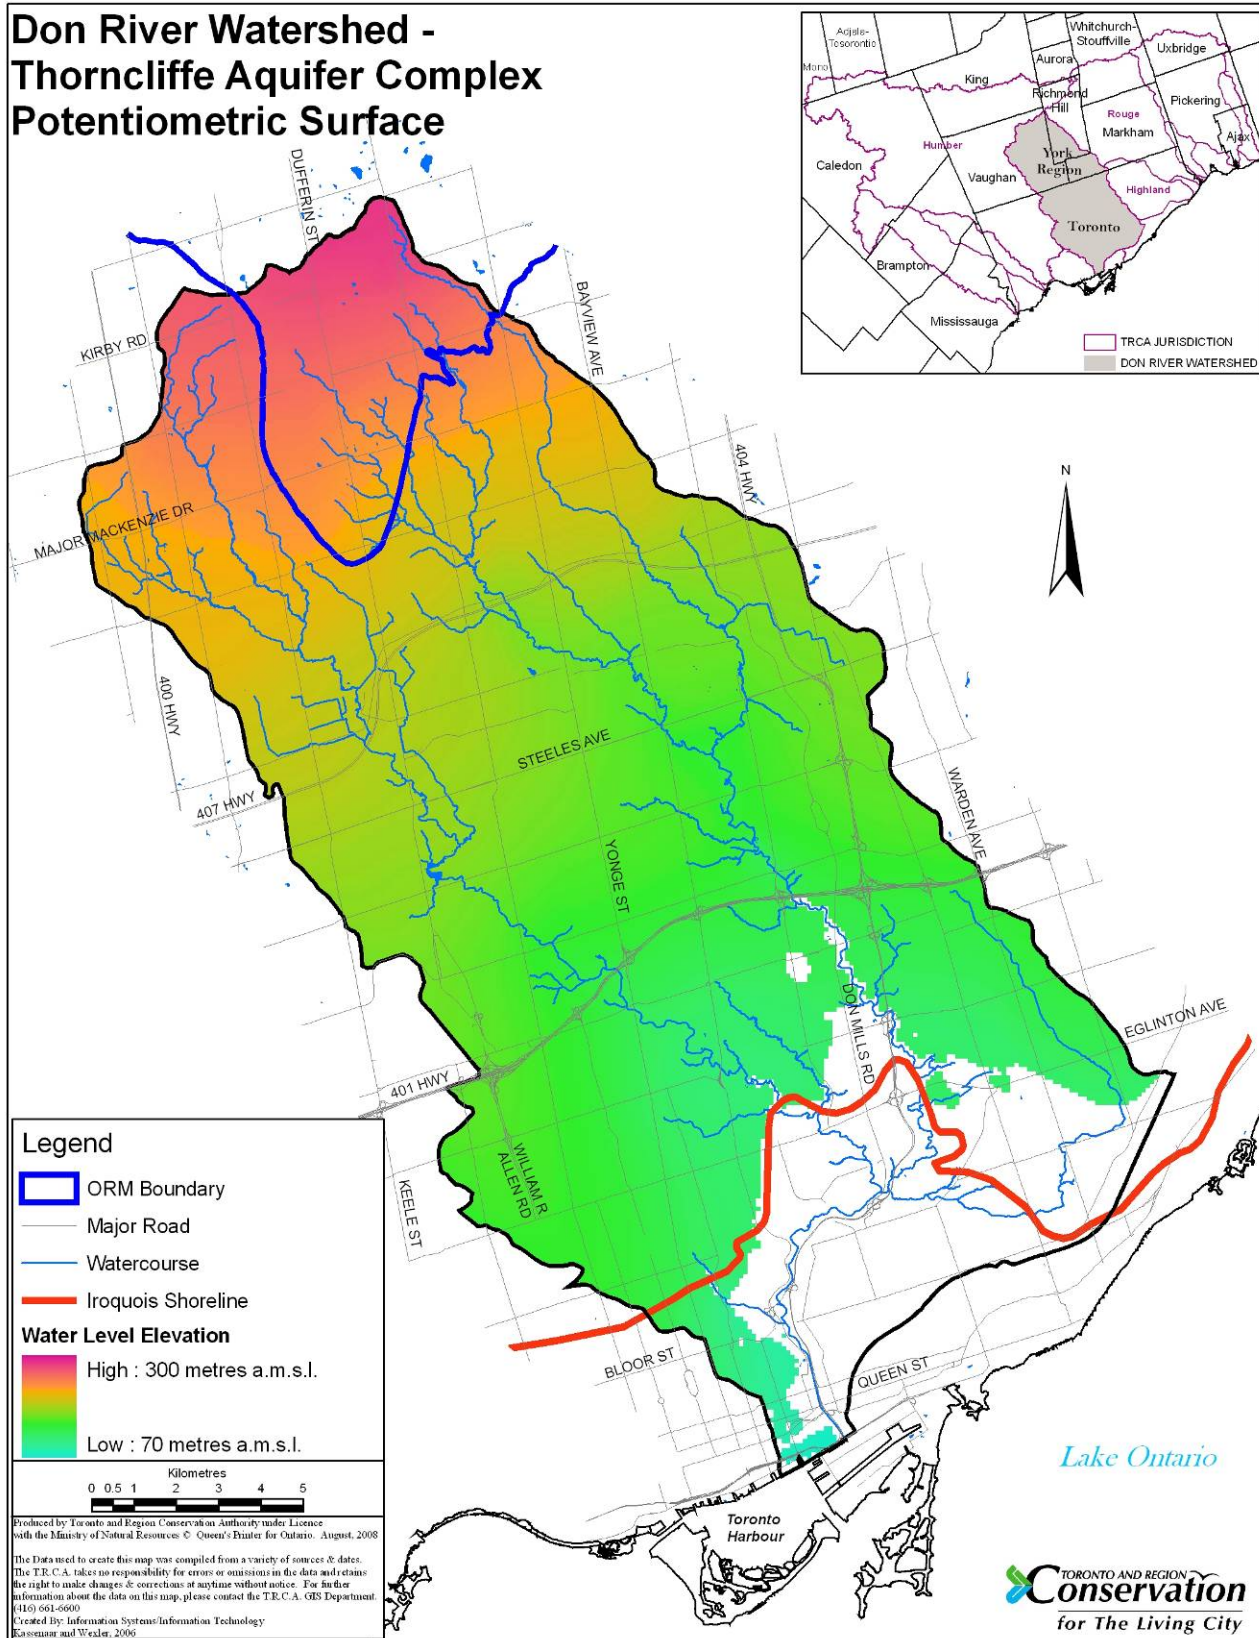 Don River Watershed -
Thorncliffe Aquifer Complex
Potentiometric Surface
Adjala-
Tosorontio
Mono
King
Aurora
Whitchurch-
Stouffville
Uxbridge
Richmond
Hill
Pickering
Rouge
Markham
Ajax
Humber
Caledon
York
Region
Vaughan
Highland
Toronto
Brampton
Mississauga
TRCA JURISDICTION
DON RIVER WATERSHED
DUFFERIN ST
BAYVIEW AVE
KIRBY RD
404 HWY
N
MAJOR MACKENZIE DR
400 HWY
STEELES AVE
407 HWY
WARDEN AVE
YONGE ST
DON MILLS RD
EGLINTON AVE
401 HWY
WILLIAM R
ALLEN RD
KEELE ST
BLOOR ST
QUEEN ST
Lake Ontario
Toronto
Harbour
Legend
ORM Boundary
Major Road
Watercourse
Iroquois Shoreline
Water Level Elevation
High : 300 metres a.m.s.l.
Low : 70 metres a.m.s.l.
Kilometres
0 0.5 1 2 3 4 5
Produced by Toronto and Region Conservation Authority under Licence
with the Ministry of Natural Resources © Queen's Printer for Ontario. August, 2008
The Data used to create this map was compiled from a variety of sources & dates.
The T.R.C.A. takes no responsibility for errors or omissions in the data and retains
the right to make changes & corrections at anytime without notice. For further
information about the data on this map, please contact the T.R.C.A. GIS Department.
(416) 661-6600
Created By: Information Systems/Information Technology
Kassenaar and Wexler, 2006
TORONTO AND REGION
Conservation
for The Living City